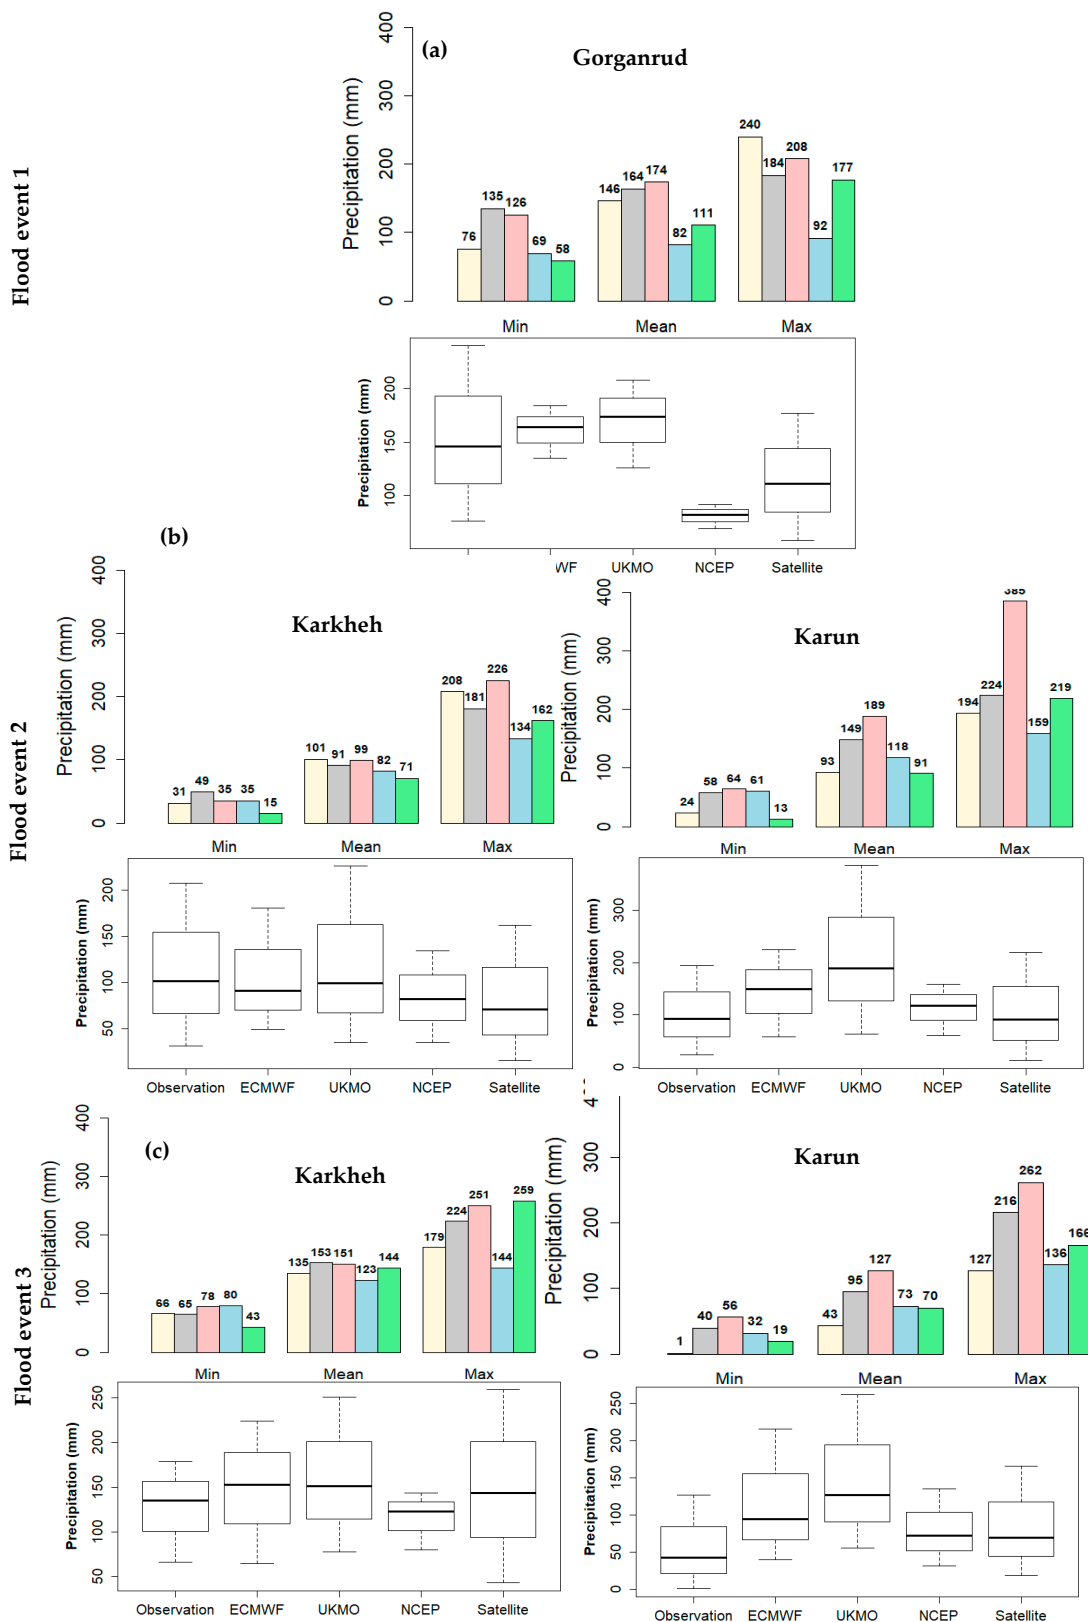 Flood event 1
(a)
Gorganrud
Precipitation (mm)
0 100 200 300 400
76 135 126 69 58
146 164 174 82 111
240 184 208 92 177
Min Mean Max
Precipitation (mm)
100 150 200
WF UKMO NCEP Satellite
Flood event 2
(b)
Karkheh
Precipitation (mm)
0 100 200 300 400
31 49 35 35 15
101 91 99 82 71
208 181 226 134 162
Min Mean Max
Precipitation (mm)
50 100 150 200
Observation ECMWF UKMO NCEP Satellite
Karun
Precipitation (mm)
0 100 200 300 400
24 58 64 61 13
93 149 189 118 91
194 224 385 159 219
Min Mean Max
Precipitation (mm)
0 100 200 300
Observation ECMWF UKMO NCEP Satellite
Flood event 3
(c)
Karkheh
Precipitation (mm)
0 100 200 300 400
66 65 78 80 43
135 153 151 123 144
179 224 251 144 259
Min Mean Max
Precipitation (mm)
50 100 150 200 250
Observation ECMWF UKMO NCEP Satellite
Karun
Precipitation (mm)
0 100 200 300 4
1 40 56 32 19
43 95 127 73 70
127 216 262 136 166
Min Mean Max
Precipitation (mm)
0 50 100 150 200 250
Observation ECMWF UKMO NCEP Satellite